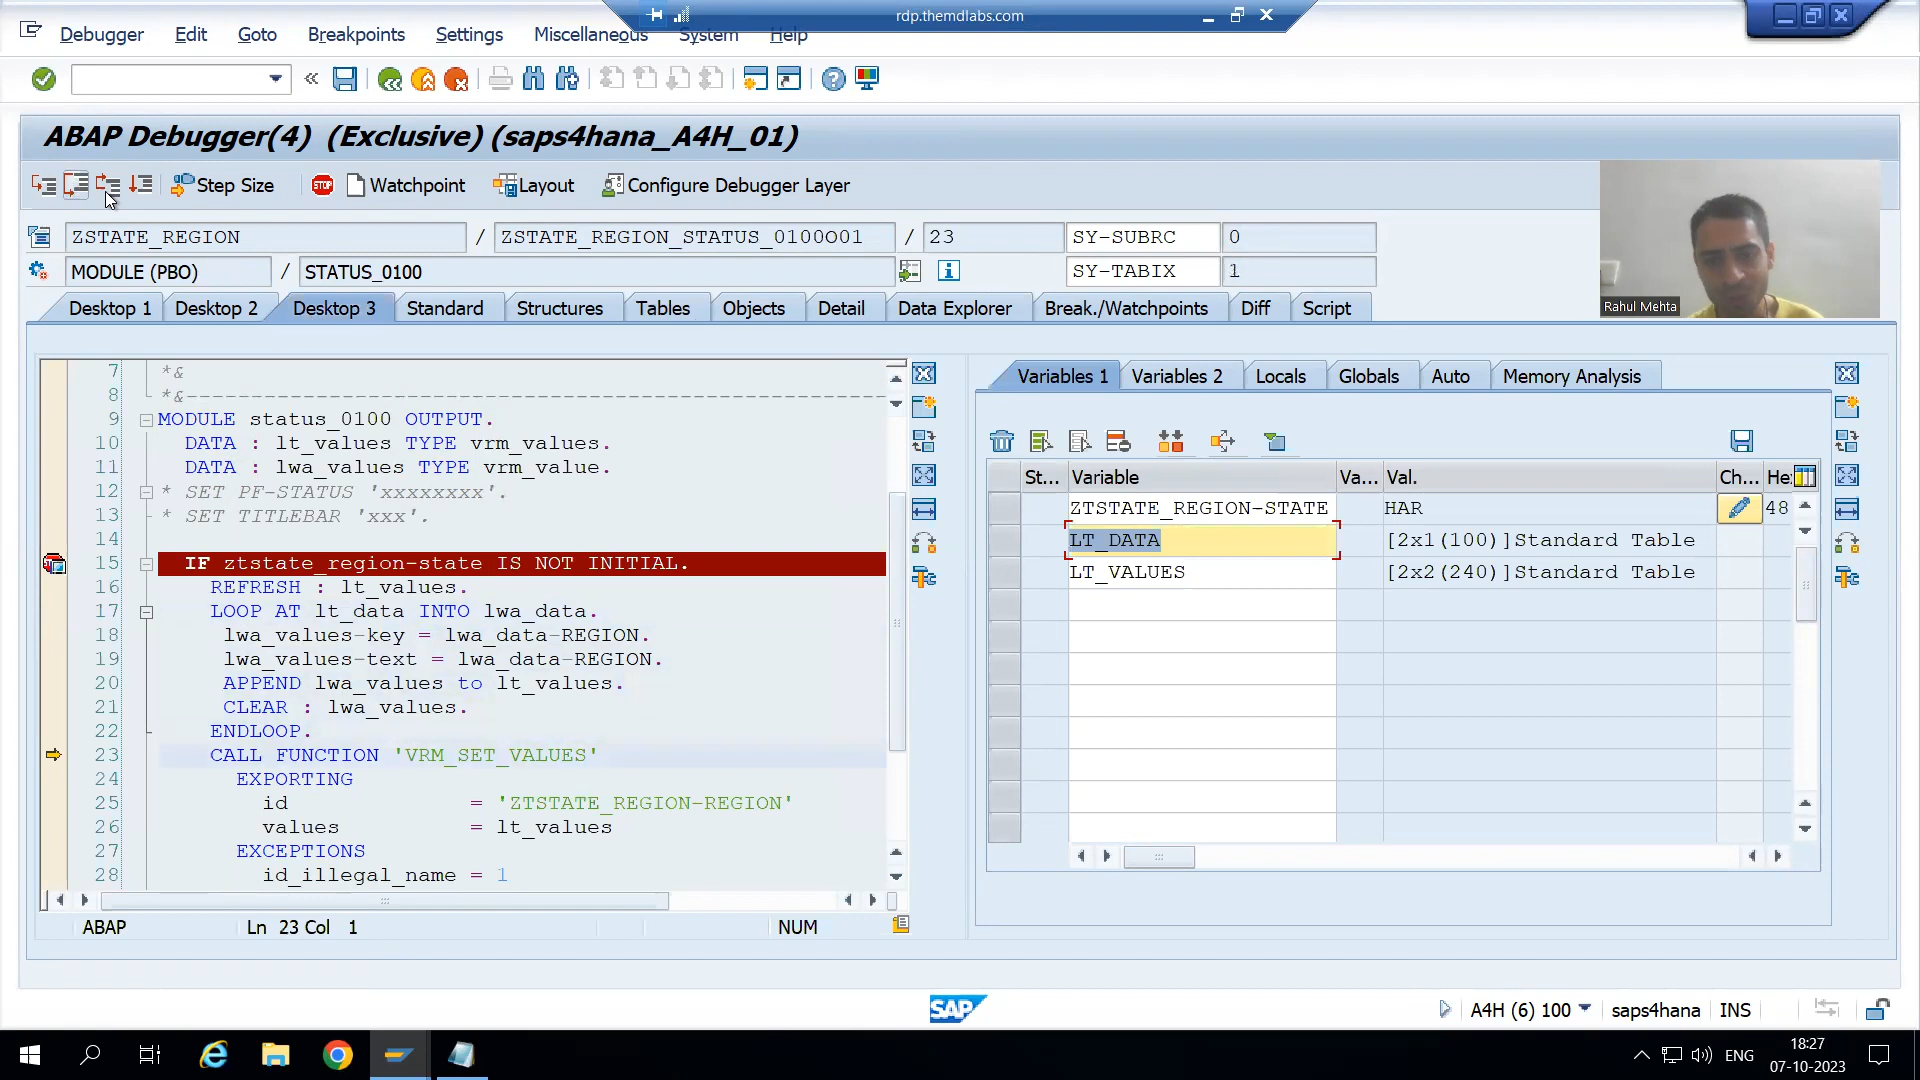 rdp.themdlabs.com
Debugger Edit Goto Breakpoints Settings Miscellaneous System Help
ABAP Debugger(4) (Exclusive) (saps4hana_A4H_01)
Step Size STOP Watchpoint Layout Configure Debugger Layer
ZSTATE_REGION / ZSTATE_REGION_STATUS_0100O01 / 23 SY-SUBRC 0
MODULE (PBO) / STATUS_0100 SY-TABIX 1
Rahul Mehta
Desktop 1 Desktop 2 Desktop 3 Standard Structures Tables Objects Detail Data Explorer Break./Watchpoints Diff Script
7 *&
8 *&---------------------------------------------------------------------
9 MODULE status_0100 OUTPUT.
10 DATA : lt_values TYPE vrm_values.
11 DATA : lwa_values TYPE vrm_value.
12 * SET PF-STATUS 'xxxxxxxx'.
13 * SET TITLEBAR 'xxx'.
14
15 IF ztstate_region-state IS NOT INITIAL.
16 REFRESH : lt_values.
17 LOOP AT lt_data INTO lwa_data.
18 lwa_values-key = lwa_data-REGION.
19 lwa_values-text = lwa_data-REGION.
20 APPEND lwa_values to lt_values.
21 CLEAR : lwa_values.
22 ENDLOOP.
23 CALL FUNCTION 'VRM_SET_VALUES'
24 EXPORTING
25 id = 'ZTSTATE_REGION-REGION'
26 values = lt_values
27 EXCEPTIONS
28 id_illegal_name = 1
ABAP Ln 23 Col 1 NUM
Variables 1 Variables 2 Locals Globals Auto Memory Analysis
St... Variable Va... Val. Ch... Hex
ZTSTATE_REGION-STATE HAR 48
LT_DATA [2x1(100)]Standard Table
LT_VALUES [2x2(240)]Standard Table
SAP
A4H (6) 100 saps4hana INS
ENG
18:27
07-10-2023